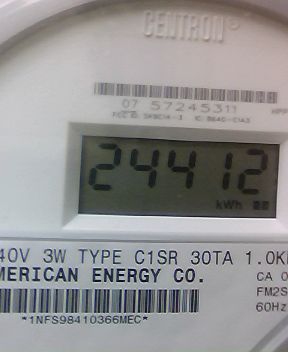 CENTRON®
07 57245311
24412
kWh
40V 3W TYPE C1SR 30TA 1.0K
MERICAN ENERGY CO.
CA 0
FM2S
60Hz
*1NFS98410366MEC*